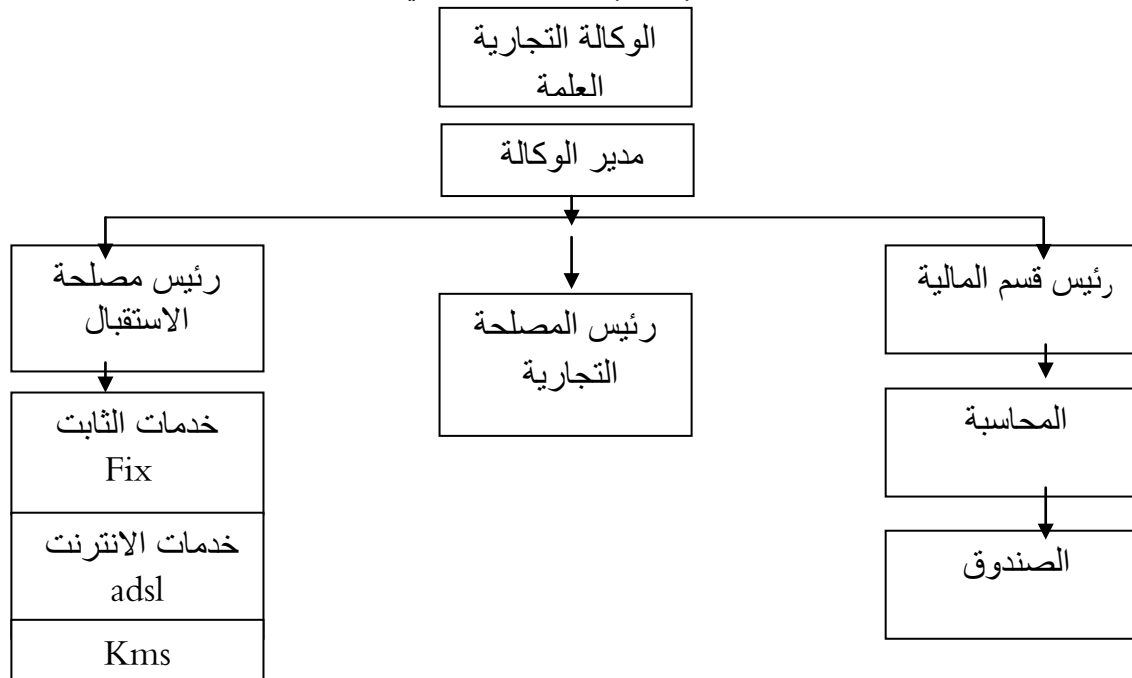 الوكالة التجارية
العلمة
مدير الوكالة
رئيس قسم المالية
رئيس المصلحة
التجارية
رئيس مصلحة
الاستقبال
المحاسبة
الصندوق
خدمات الثابت
Fix
خدمات الانترنت
adsl
Kms